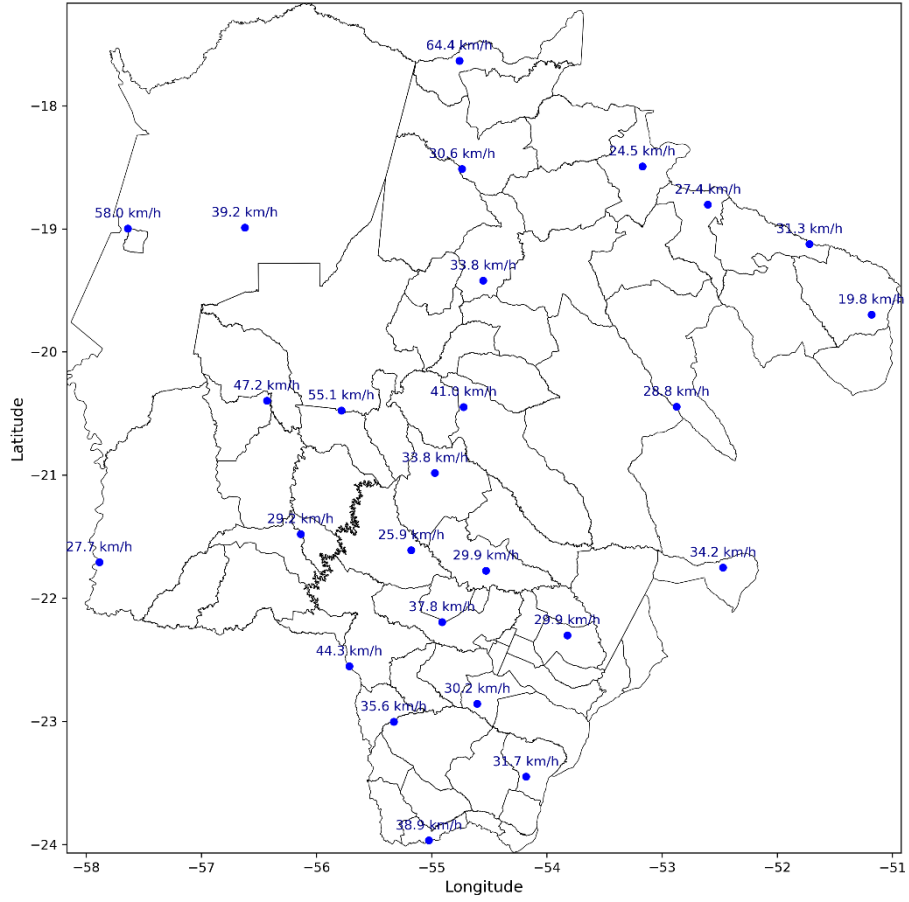 64.4 km/h
−18
30.6 km/h
24.5 km/h
27.4 km/h
58.0 km/h
39.2 km/h
31.3 km/h
−19
33.8 km/h
19.8 km/h
−20
47.2 km/h
55.1 km/h
41.0 km/h
28.8 km/h
Latitude
−21
33.8 km/h
29.2 km/h
25.9 km/h
27.7 km/h
29.9 km/h
34.2 km/h
−22
37.8 km/h
29.9 km/h
44.3 km/h
30.2 km/h
35.6 km/h
−23
31.7 km/h
38.9 km/h
−24
−58 −57 −56 −55 −54 −53 −52 −51
Longitude